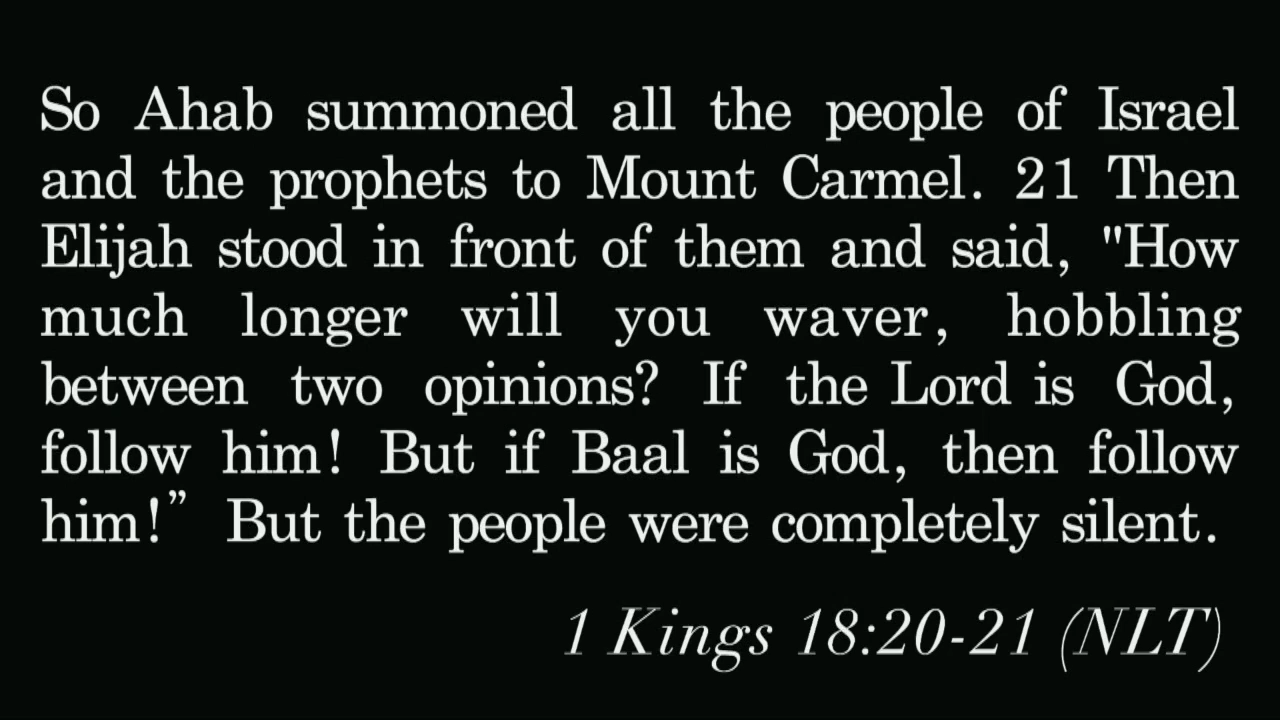 So Ahab summoned all the people of Israel
and the prophets to Mount Carmel. 21 Then
Elijah stood in front of them and said, "How
much longer will you waver, hobbling
between two opinions? If the Lord is God,
follow him! But if Baal is God, then follow
him!” But the people were completely silent.
1 Kings 18:20-21 (NLT)